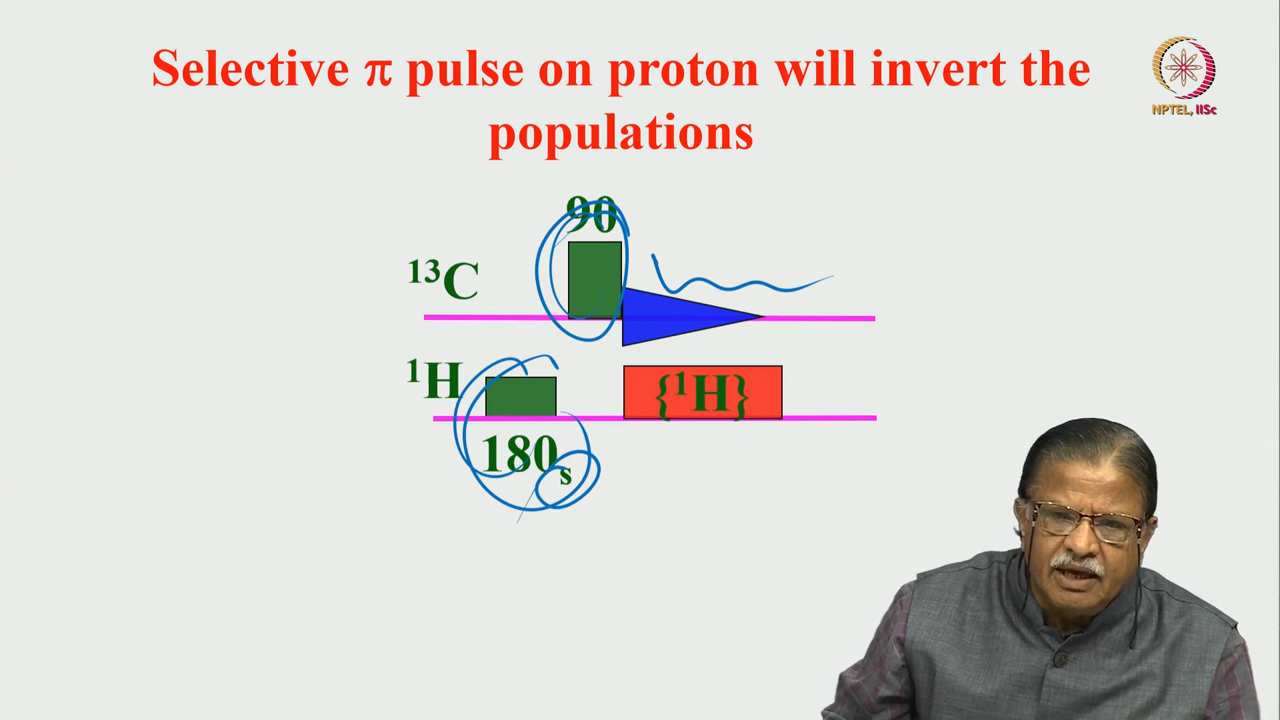 Selective π pulse on proton will invert the
populations
NPTEL, IISc
90
¹³C
¹H
{¹H}
180ₛ